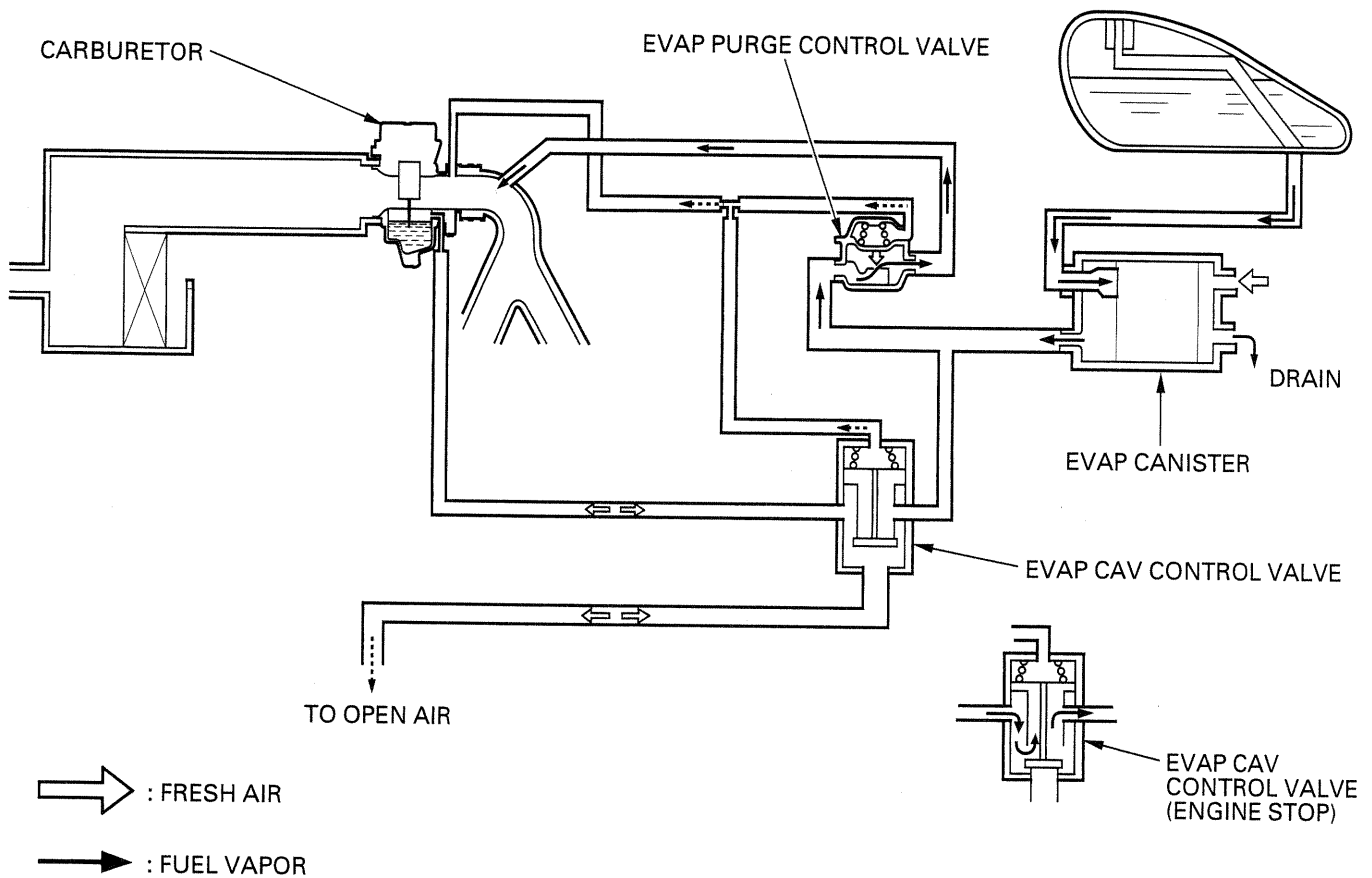 CARBURETOR
EVAP PURGE CONTROL VALVE
DRAIN
EVAP CANISTER
EVAP CAV CONTROL VALVE
TO OPEN AIR
EVAP CAV
CONTROL VALVE
(ENGINE STOP)
: FRESH AIR
: FUEL VAPOR